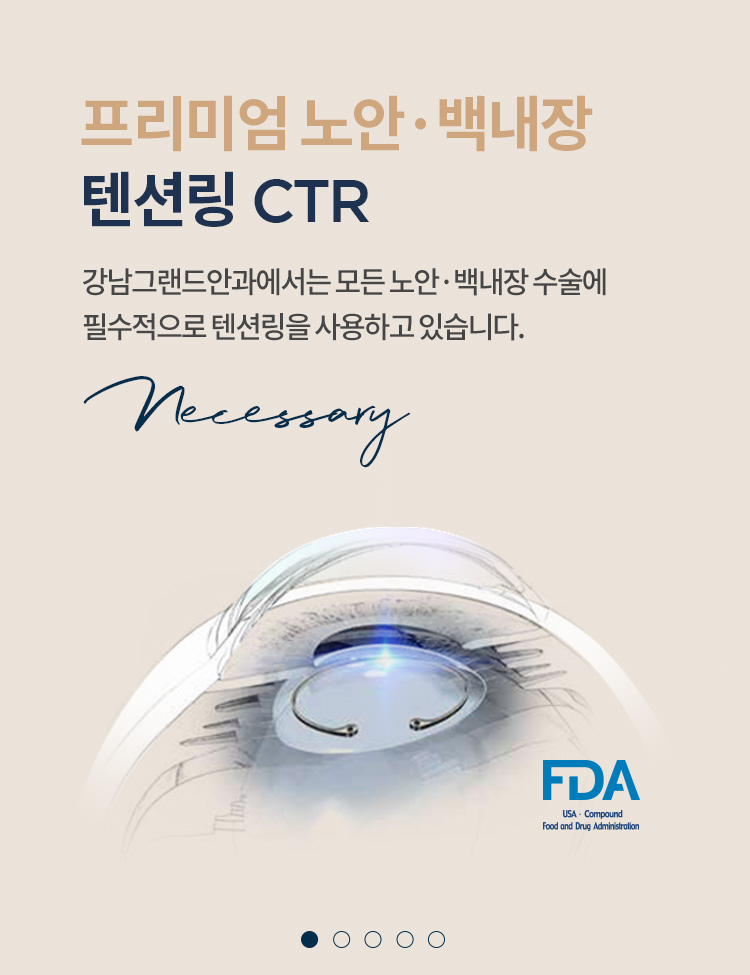 프리미엄 노안·백내장
텐션링 CTR
강남그랜드안과에서는 모든 노안·백내장 수술에
필수적으로 텐션링을 사용하고 있습니다.
Necessary
FDA
USA · Compound
Food and Drug Administration